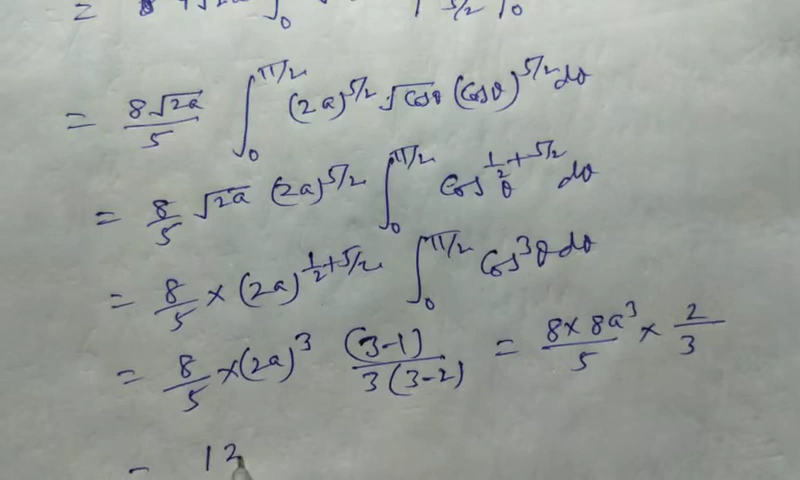 = 8√2a/5 ∫₀^{π/2} (2a)^{5/2} √cosθ (cosθ)^{5/2} dθ
= 8/5 √2a (2a)^{5/2} ∫₀^{π/2} cos^{1/2+5/2} θ dθ
= 8/5 × (2a)^{1/2+5/2} ∫₀^{π/2} cos³θ dθ
= 8/5 × (2a)³ (3-1)/3(3-2) = 8×8a³/5 × 2/3
= 12